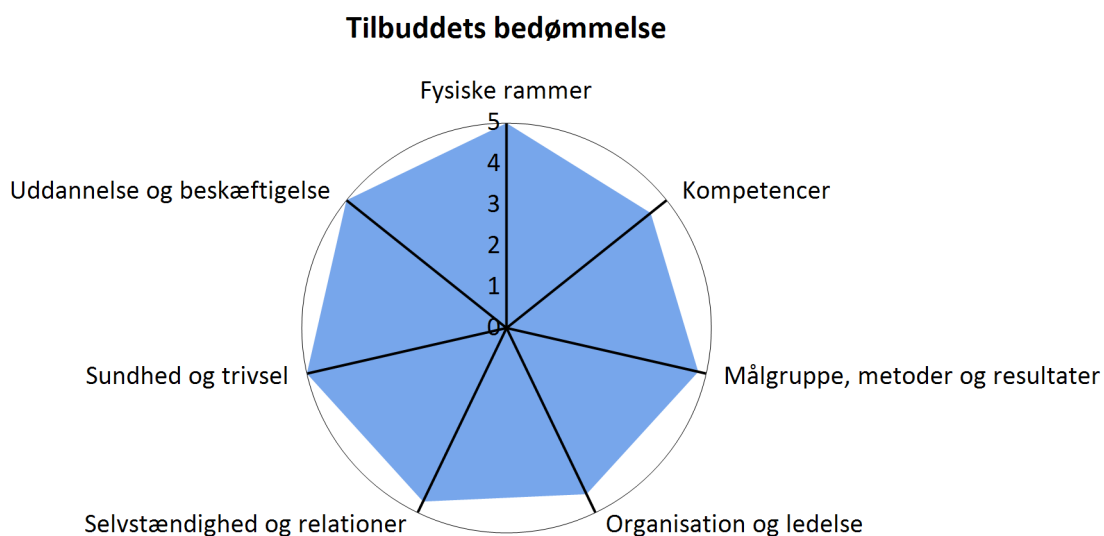 Tilbuddets bedømmelse
Fysiske rammer
5
4
3
2
1
0
Uddannelse og beskæftigelse
Kompetencer
Sundhed og trivsel
Målgruppe, metoder og resultater
Selvstændighed og relationer
Organisation og ledelse